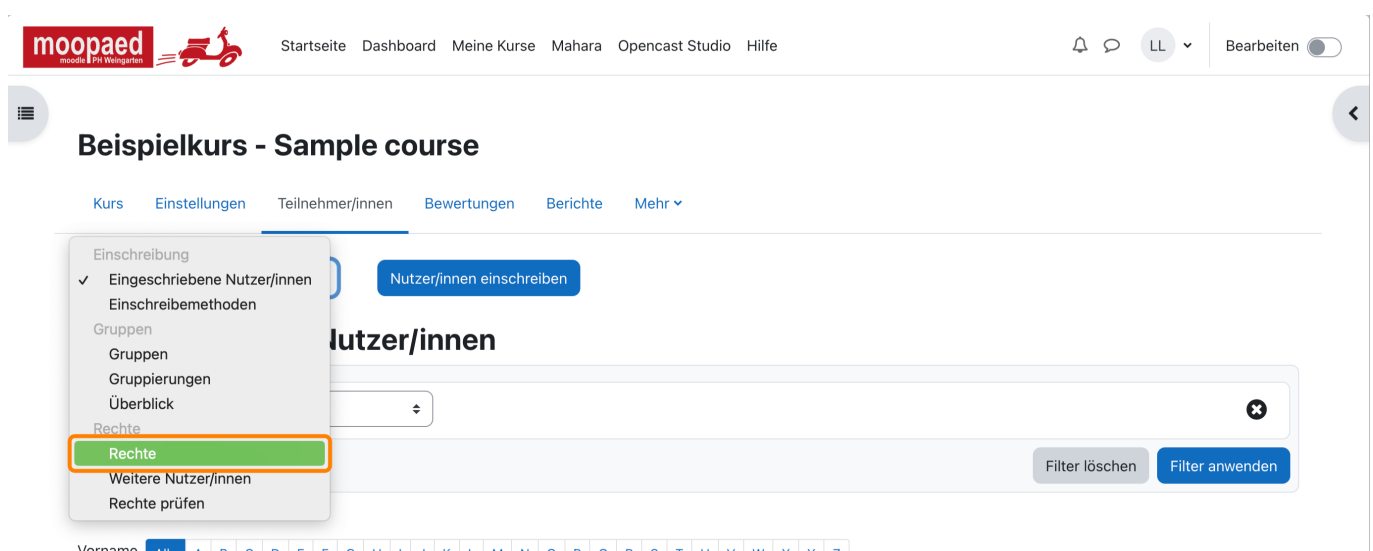 moopaed
moodle PH Weingarten
Startseite Dashboard Meine Kurse Mahara Opencast Studio Hilfe
LL
Bearbeiten
Beispielkurs - Sample course
Kurs Einstellungen Teilnehmer/innen Bewertungen Berichte Mehr
Einschreibung
✓ Eingeschriebene Nutzer/innen
Einschreibemethoden
Gruppen
Gruppen
Gruppierungen
Überblick
Rechte
Rechte
Weitere Nutzer/innen
Rechte prüfen
Nutzer/innen einschreiben
Nutzer/innen
Filter löschen Filter anwenden
Vorname